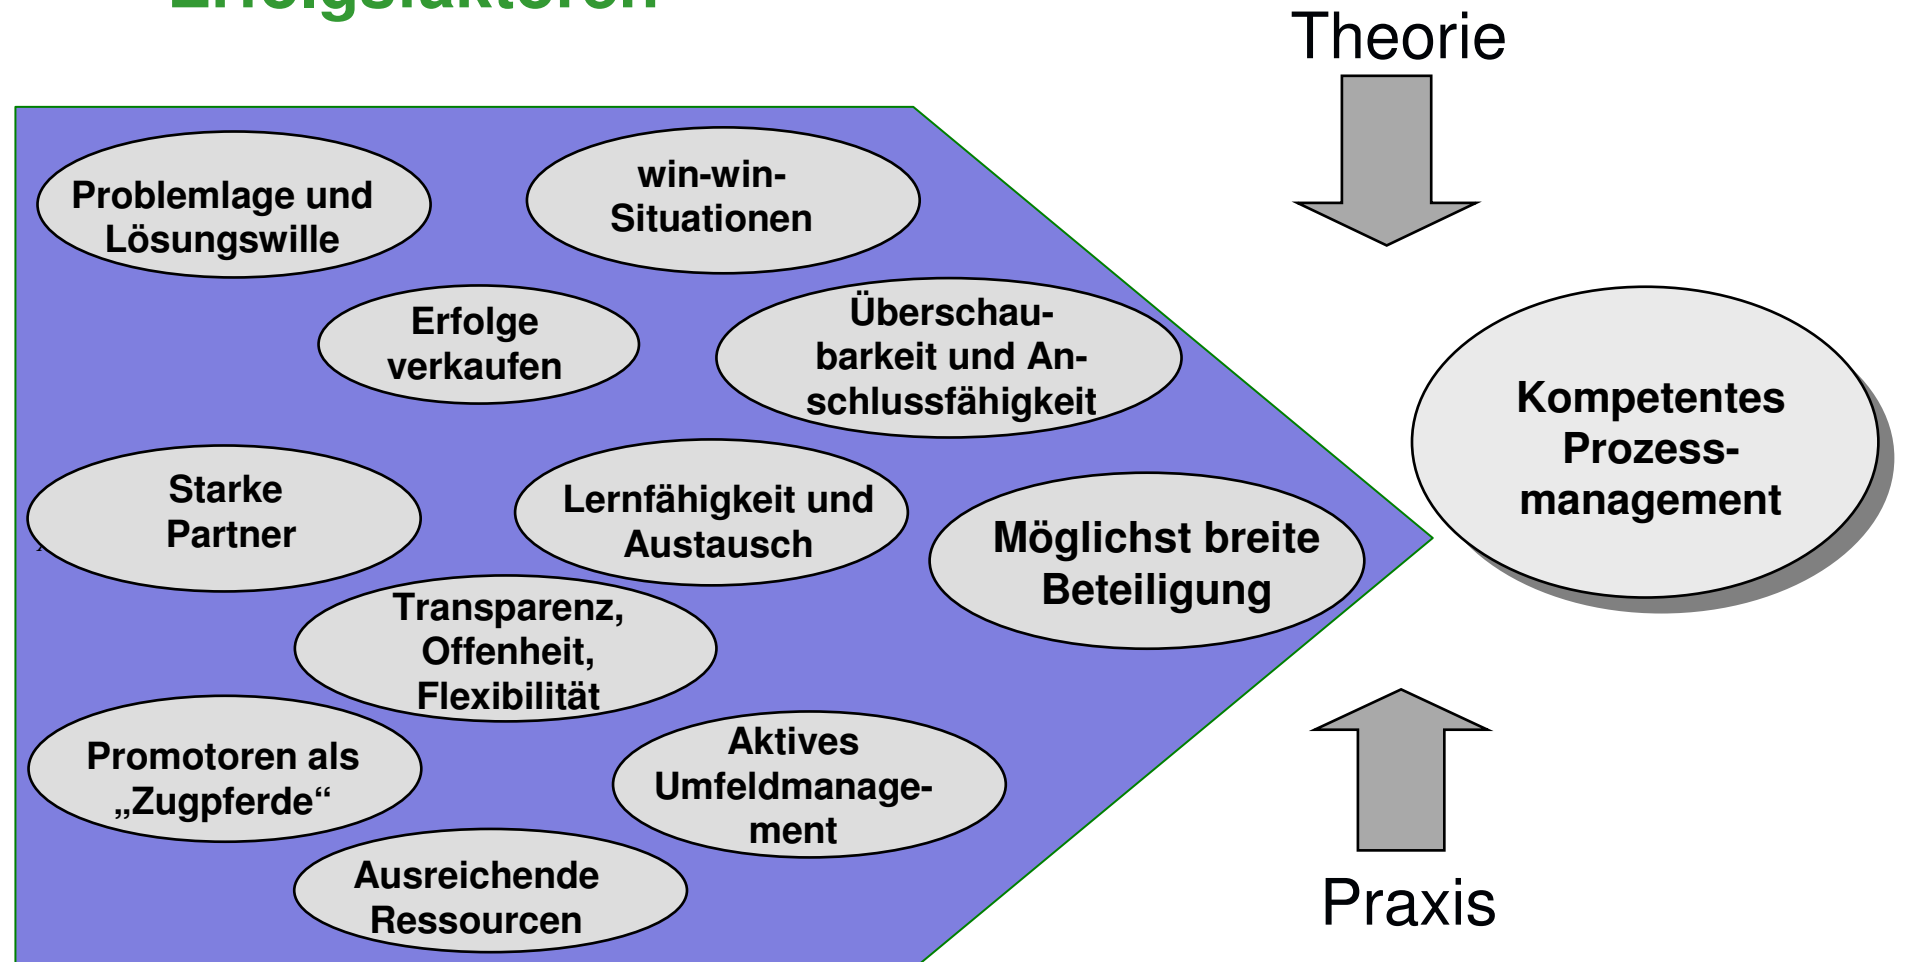 Erfolgsfaktoren
Theorie
Problemlage und
Lösungswille
win-win-
Situationen
Erfolge
verkaufen
Überschau-
barkeit und An-
schlussfähigkeit
Kompetentes
Prozess-
management
Starke
Partner
Lernfähigkeit und
Austausch
Möglichst breite
Beteiligung
Transparenz,
Offenheit,
Flexibilität
Promotoren als
„Zugpferde“
Aktives
Umfeldmanage-
ment
Ausreichende
Ressourcen
Praxis